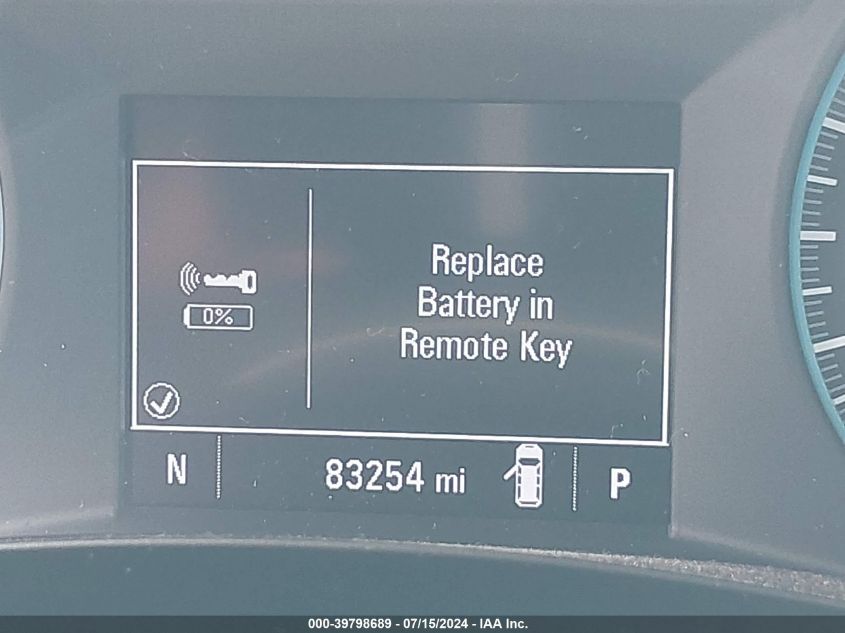 Replace
Battery in
Remote Key
0%
N 83254 mi P
000-39798689 - 07/15/2024 - IAA Inc.